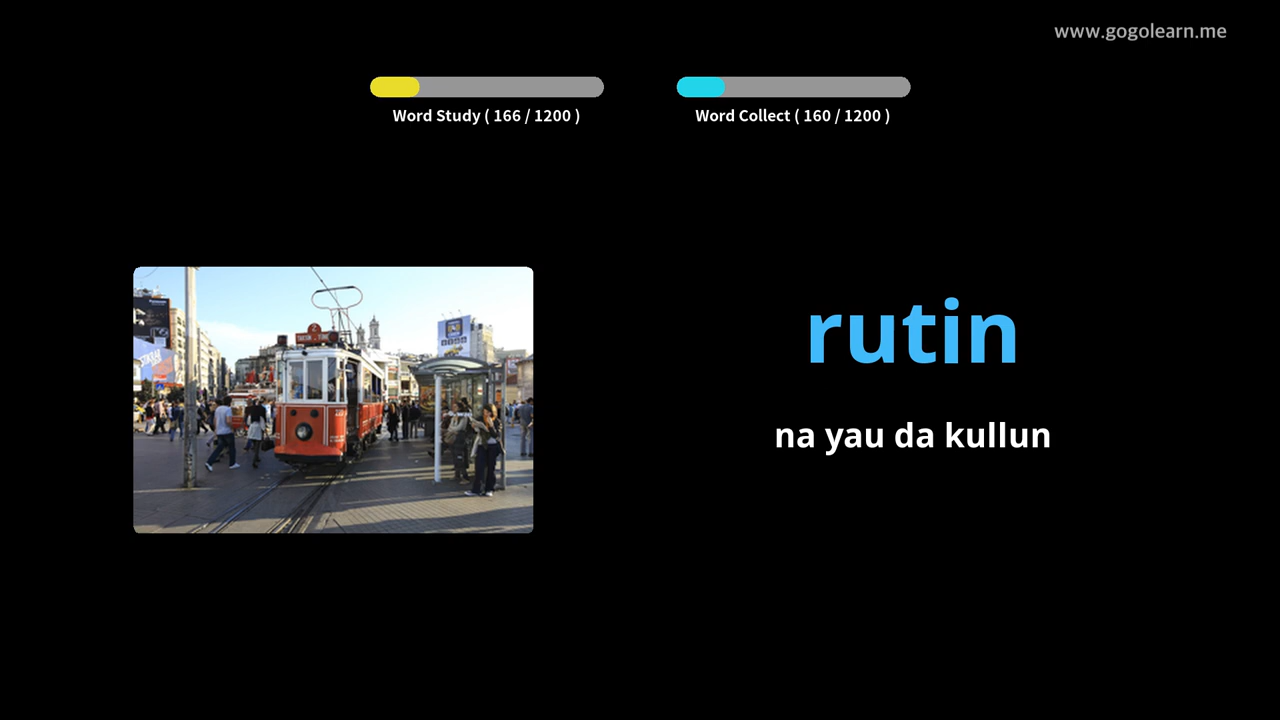 www.gogolearn.me
Word Study ( 166 / 1200 )
Word Collect ( 160 / 1200 )
rutin
na yau da kullun